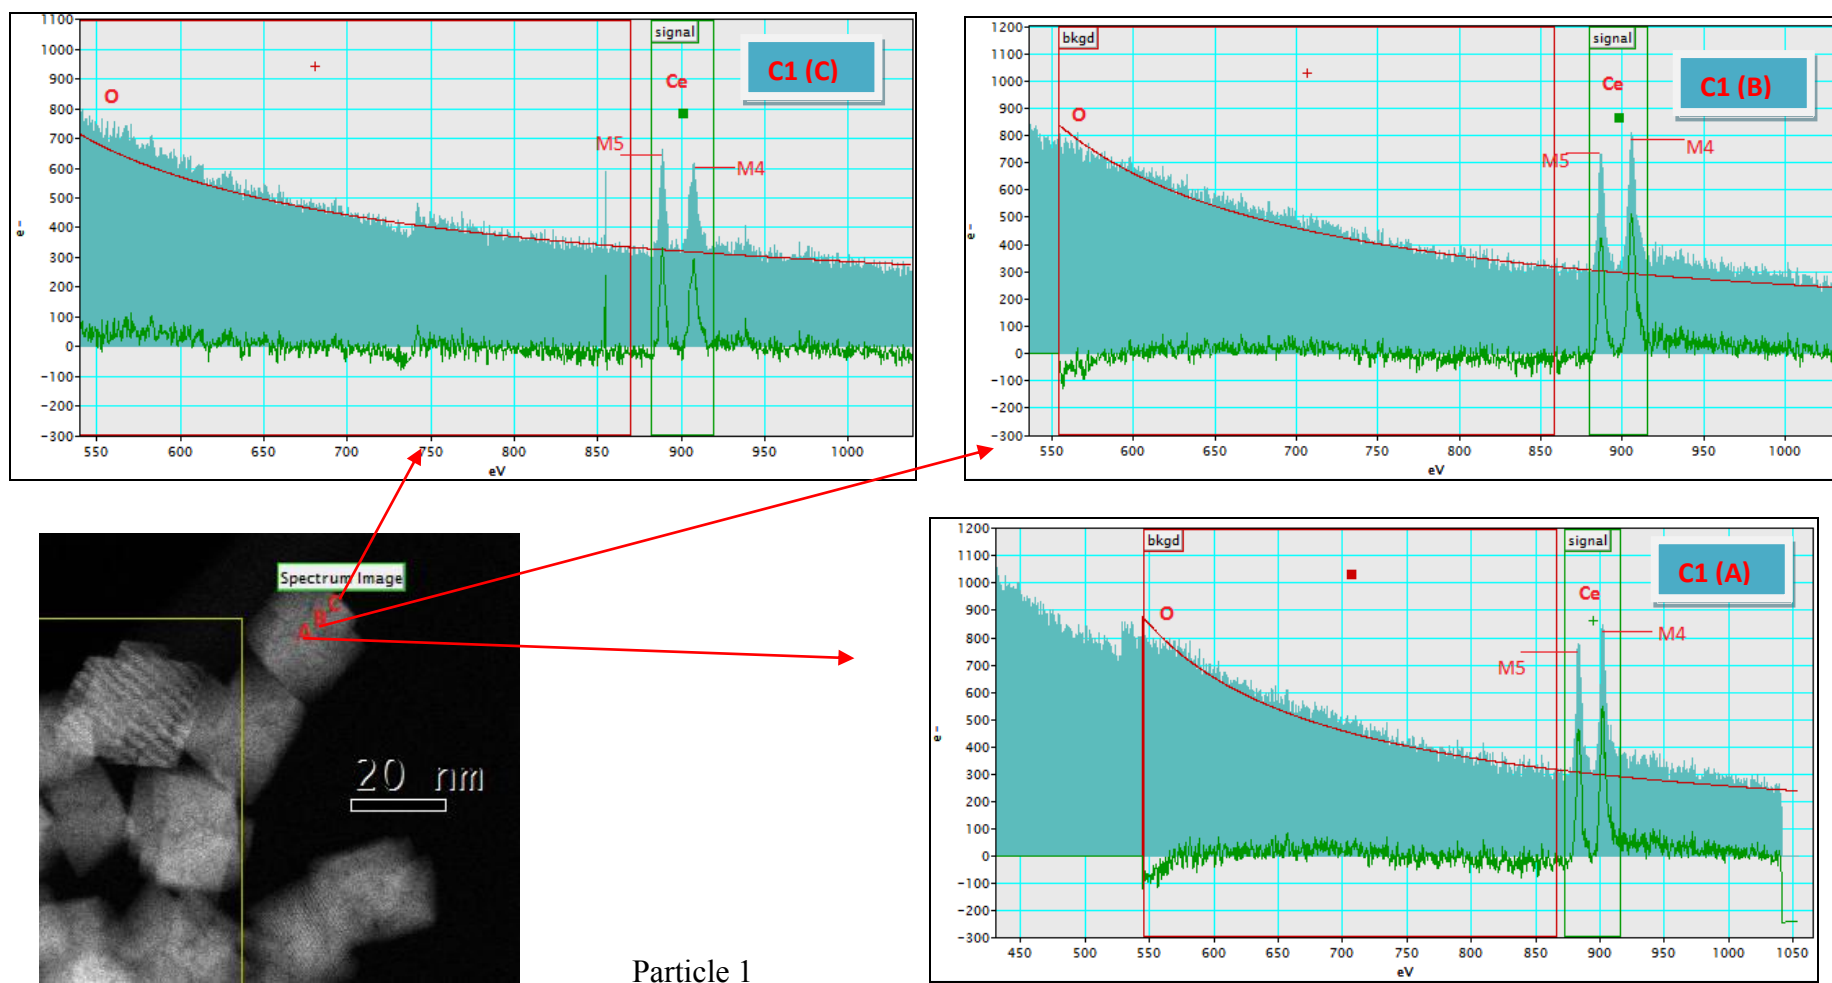 1100
1000
900
800
700
600
500
400
300
200
100
0
-100
-200
-300
e-
signal
C1 (C)
O
Ce
M5
M4
550 600 650 700 750 800 850 900 950 1000
eV
1200
1100
1000
900
800
700
600
500
400
300
200
100
0
-100
-200
-300
e-
bkgd
signal
C1 (B)
O
Ce
M5
M4
550 600 650 700 750 800 850 900 950 1000
eV
Spectrum Image
A B C
20 nm
Particle 1
1200
1100
1000
900
800
700
600
500
400
300
200
100
0
-100
-200
-300
e-
bkgd
signal
C1 (A)
O
Ce
M5
M4
450 500 550 600 650 700 750 800 850 900 950 1000 1050
eV